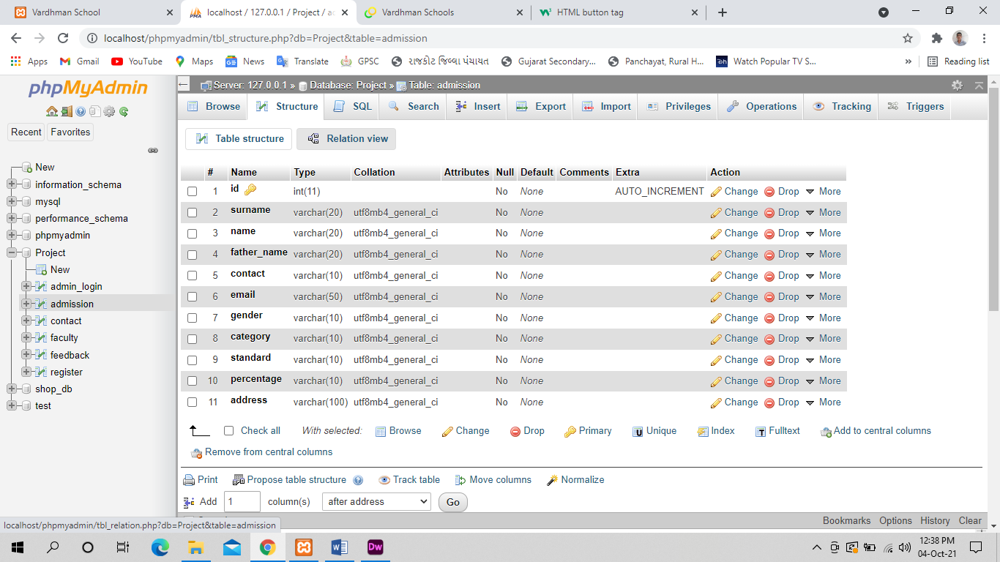 Vardhman School
localhost / 127.0.0.1 / Project / ad
Vardhman Schools
HTML button tag
localhost/phpmyadmin/tbl_structure.php?db=Project&table=admission
Apps Gmail YouTube Maps News Translate GPSC રાજકોટ જિલ્લા પંચાયત Gujarat Secondary... Panchayat, Rural H... Watch Popular TV S... » Reading list
phpMyAdmin
Recent Favorites
New
information_schema
mysql
performance_schema
phpmyadmin
Project
New
admin_login
admission
contact
faculty
feedback
register
shop_db
test
Server: 127.0.0.1 » Database: Project » Table: admission
Browse Structure SQL Search Insert Export Import Privileges Operations Tracking Triggers
Table structure Relation view
# Name Type Collation Attributes Null Default Comments Extra Action
1 id int(11) No None AUTO_INCREMENT Change Drop More
2 surname varchar(20) utf8mb4_general_ci No None Change Drop More
3 name varchar(20) utf8mb4_general_ci No None Change Drop More
4 father_name varchar(20) utf8mb4_general_ci No None Change Drop More
5 contact varchar(10) utf8mb4_general_ci No None Change Drop More
6 email varchar(50) utf8mb4_general_ci No None Change Drop More
7 gender varchar(10) utf8mb4_general_ci No None Change Drop More
8 category varchar(10) utf8mb4_general_ci No None Change Drop More
9 standard varchar(10) utf8mb4_general_ci No None Change Drop More
10 percentage varchar(10) utf8mb4_general_ci No None Change Drop More
11 address varchar(100) utf8mb4_general_ci No None Change Drop More
Check all With selected: Browse Change Drop Primary Unique Index Fulltext Add to central columns
Remove from central columns
Print Propose table structure Track table Move columns Normalize
Add 1 column(s) after address Go
Bookmarks Options History Clear
localhost/phpmyadmin/tbl_relation.php?db=Project&table=admission
12:38 PM
04-Oct-21